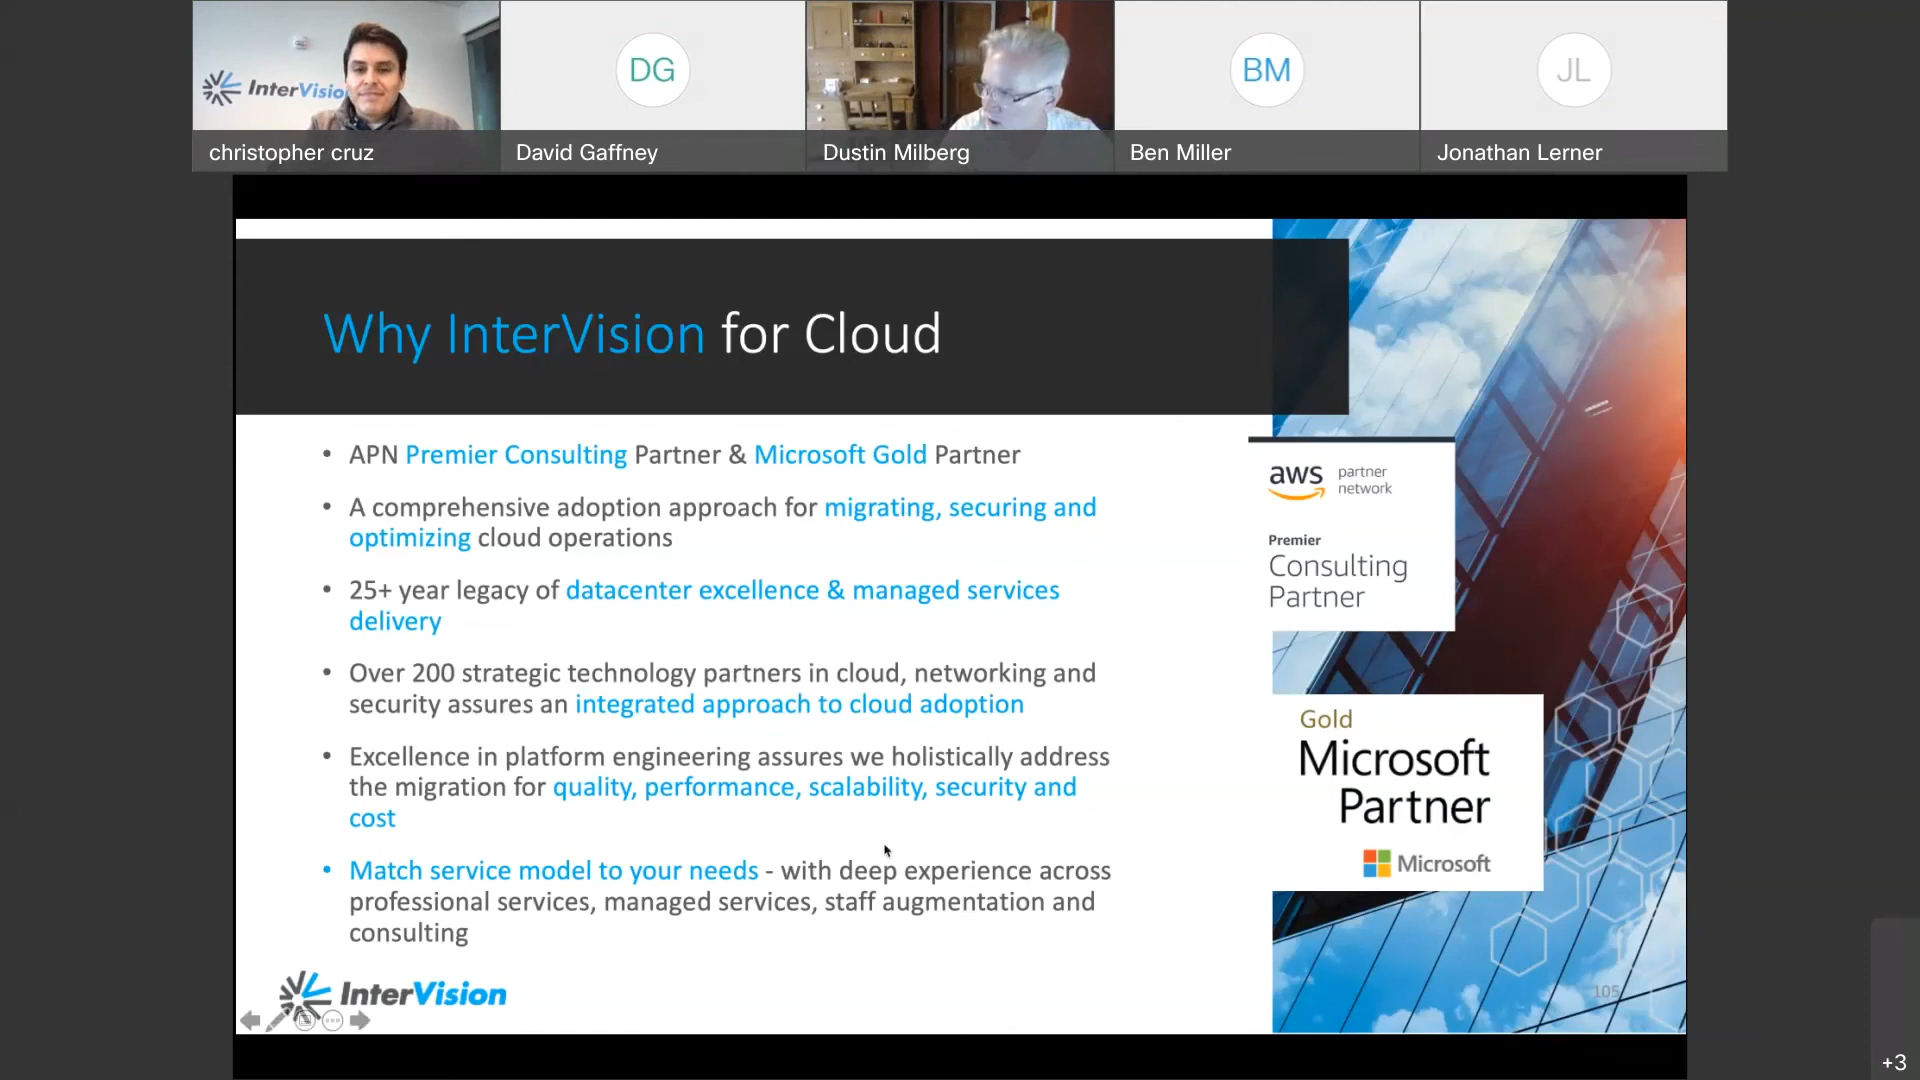 InterVisio
DG
BM
JL
christopher cruz
David Gaffney
Dustin Milberg
Ben Miller
Jonathan Lerner
Why InterVision for Cloud
• APN Premier Consulting Partner & Microsoft Gold Partner
• A comprehensive adoption approach for migrating, securing and
optimizing cloud operations
• 25+ year legacy of datacenter excellence & managed services
delivery
• Over 200 strategic technology partners in cloud, networking and
security assures an integrated approach to cloud adoption
• Excellence in platform engineering assures we holistically address
the migration for quality, performance, scalability, security and
cost
• Match service model to your needs - with deep experience across
professional services, managed services, staff augmentation and
consulting
aws partner
network
Premier
Consulting
Partner
Gold
Microsoft
Partner
Microsoft
InterVision
105
+3